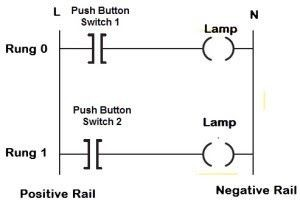 L
N
Push Button
Switch 1
Lamp
Rung 0
Push Button
Switch 2
Lamp
Rung 1
Positive Rail
Negative Rail